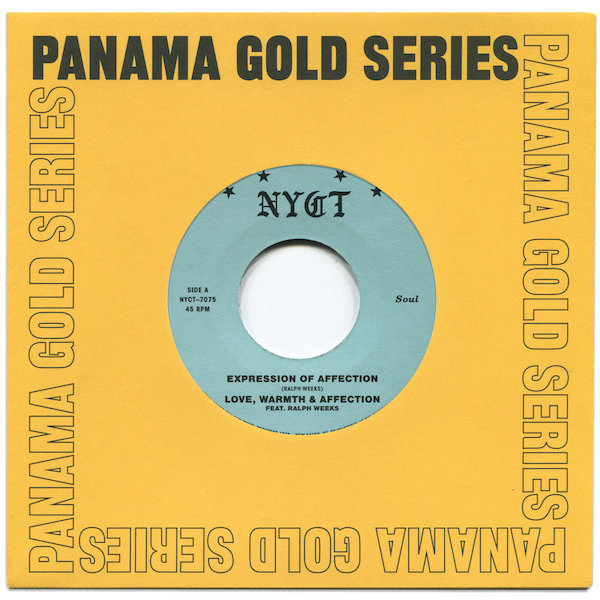 PANAMA GOLD SERIES
PANAMA GOLD SERIES
PANAMA GOLD SERIES
PANAMA GOLD SERIES
NYCT
SIDE A
NYCT-7075
45 RPM
Soul
EXPRESSION OF AFFECTION
(RALPH WEEKS)
LOVE, WARMTH & AFFECTION
FEAT. RALPH WEEKS